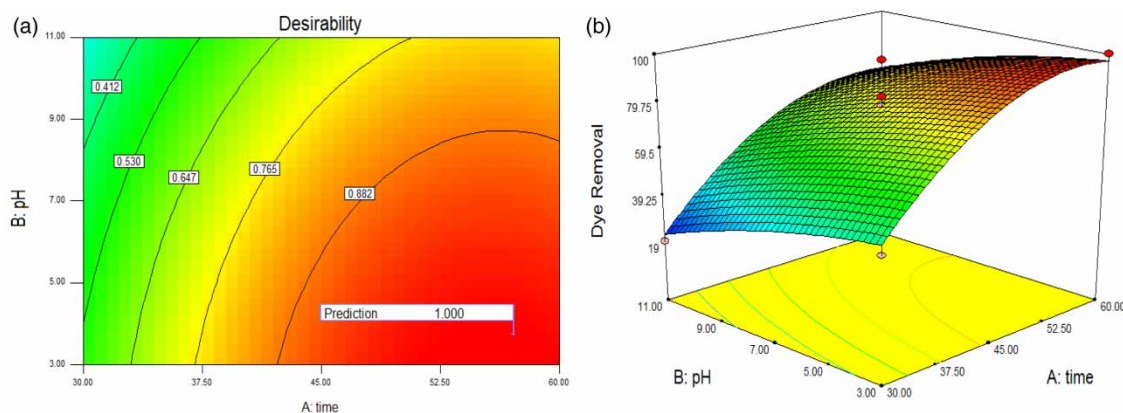 (a)
Desirability
11.00
9.00
7.00
5.00
3.00
B: pH
0.412
0.530
0.647
0.765
0.882
Prediction 1.000
30.00 37.50 45.00 52.50 60.00
A: time
(b)
100
79.75
59.5
39.25
19
Dye Removal
11.00
9.00
7.00
5.00
3.00
B: pH
30.00
37.50
45.00
52.50
60.00
A: time